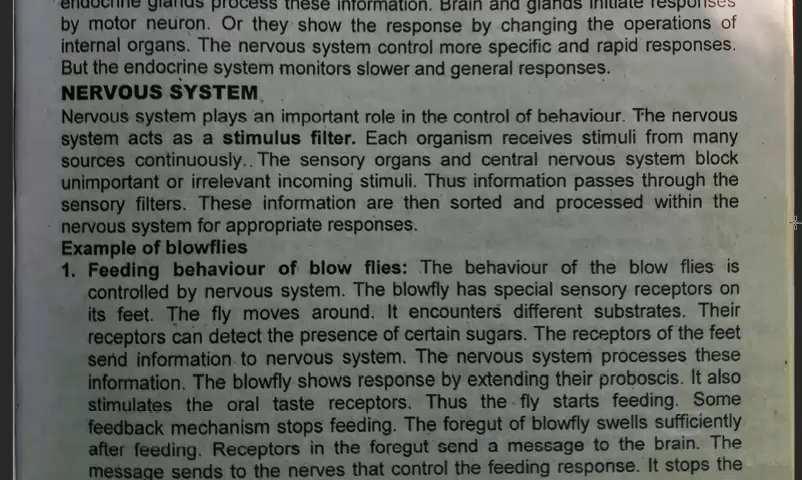 endocrine glands process these information. Brain and glands initiate responses
by motor neuron. Or they show the response by changing the operations of
internal organs. The nervous system control more specific and rapid responses.
But the endocrine system monitors slower and general responses.
NERVOUS SYSTEM
Nervous system plays an important role in the control of behaviour. The nervous
system acts as a stimulus filter. Each organism receives stimuli from many
sources continuously.. The sensory organs and central nervous system block
unimportant or irrelevant incoming stimuli. Thus information passes through the
sensory filters. These information are then sorted and processed within the
nervous system for appropriate responses.
Example of blowflies
1. Feeding behaviour of blow flies: The behaviour of the blow flies is
controlled by nervous system. The blowfly has special sensory receptors on
its feet. The fly moves around. It encounters different substrates. Their
receptors can detect the presence of certain sugars. The receptors of the feet
send information to nervous system. The nervous system processes these
information. The blowfly shows response by extending their proboscis. It also
stimulates the oral taste receptors. Thus the fly starts feeding. Some
feedback mechanism stops feeding. The foregut of blowfly swells sufficiently
after feeding. Receptors in the foregut send a message to the brain. The
message sends to the nerves that control the feeding response. It stops the